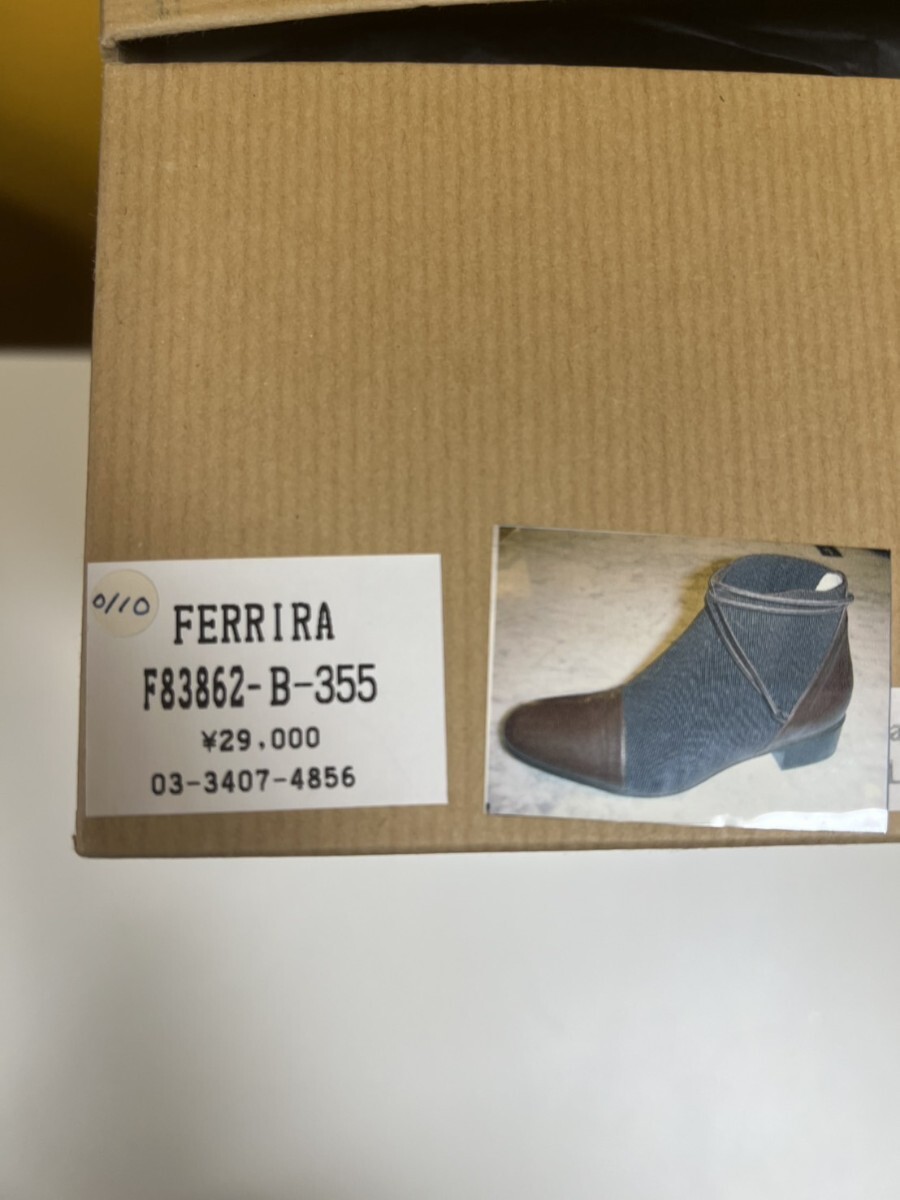 0/10
FERRIRA
F83862-B-355
¥29,000
03-3407-4856
a
L